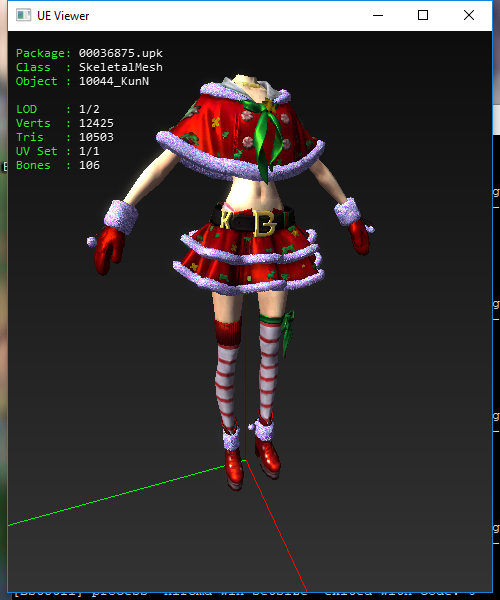 UE Viewer
Package: 00036875.upk
Class : SkeletalMesh
Object : 10044_KunN
LOD : 1/2
Verts : 12425
Tris : 10503
UV Set : 1/1
Bones : 106
K B